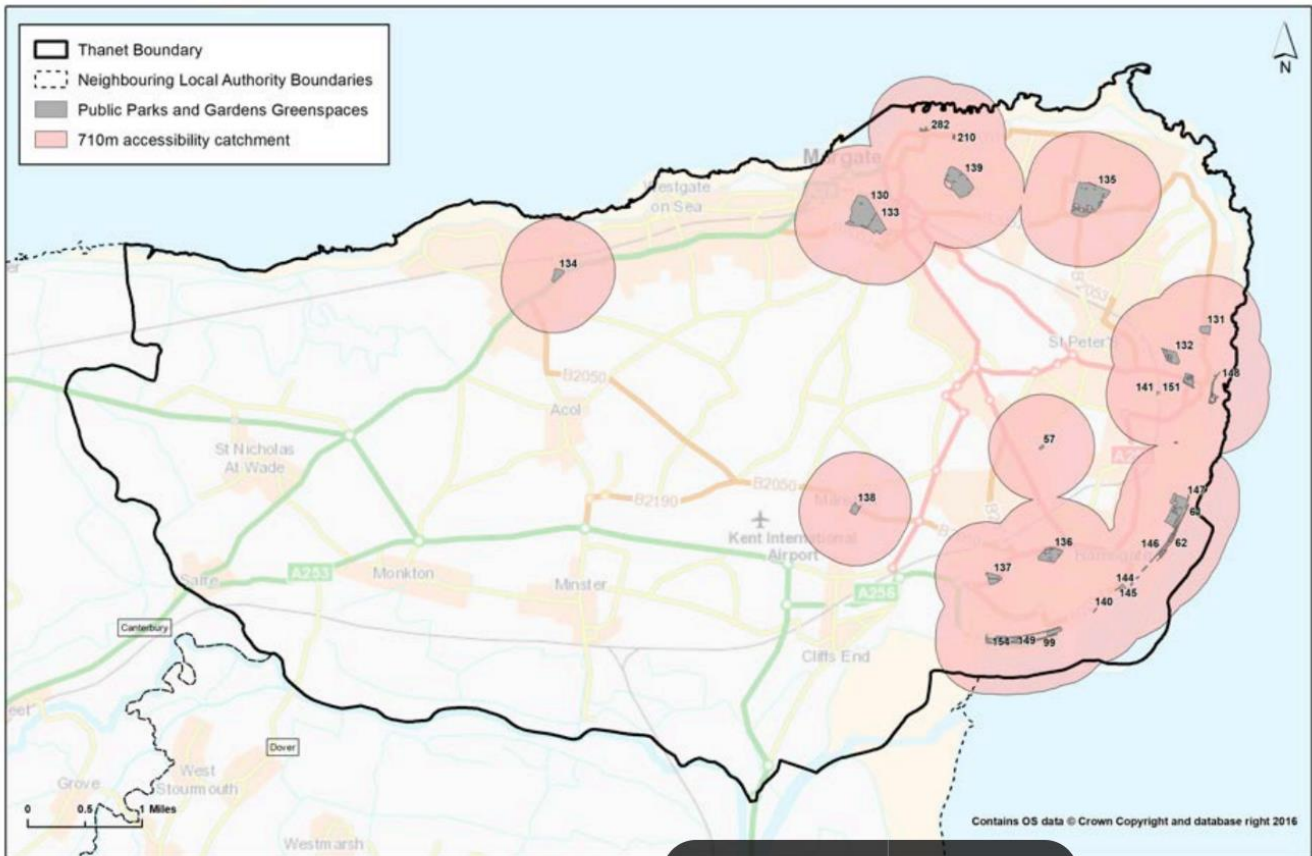 Thanet Boundary
Neighbouring Local Authority Boundaries
Public Parks and Gardens Greenspaces
710m accessibility catchment
N
282
210
Margate
139
135
130
133
Westgate
on Sea
134
131
132
St Peter'
148
141
151
B2053
B2050
Acol
57
St Nicholas
At Wade
138
B2050
B2190
Kent International
Airport
147
146
62
136
137
144
145
140
154
149
99
A253
Monkton
Minster
A256
Sarre
Cliffs End
Canterbury
Dover
Grove
West
Stourmouth
Westmarsh
0 0.5 1 Miles
Contains OS data © Crown Copyright and database right 2016